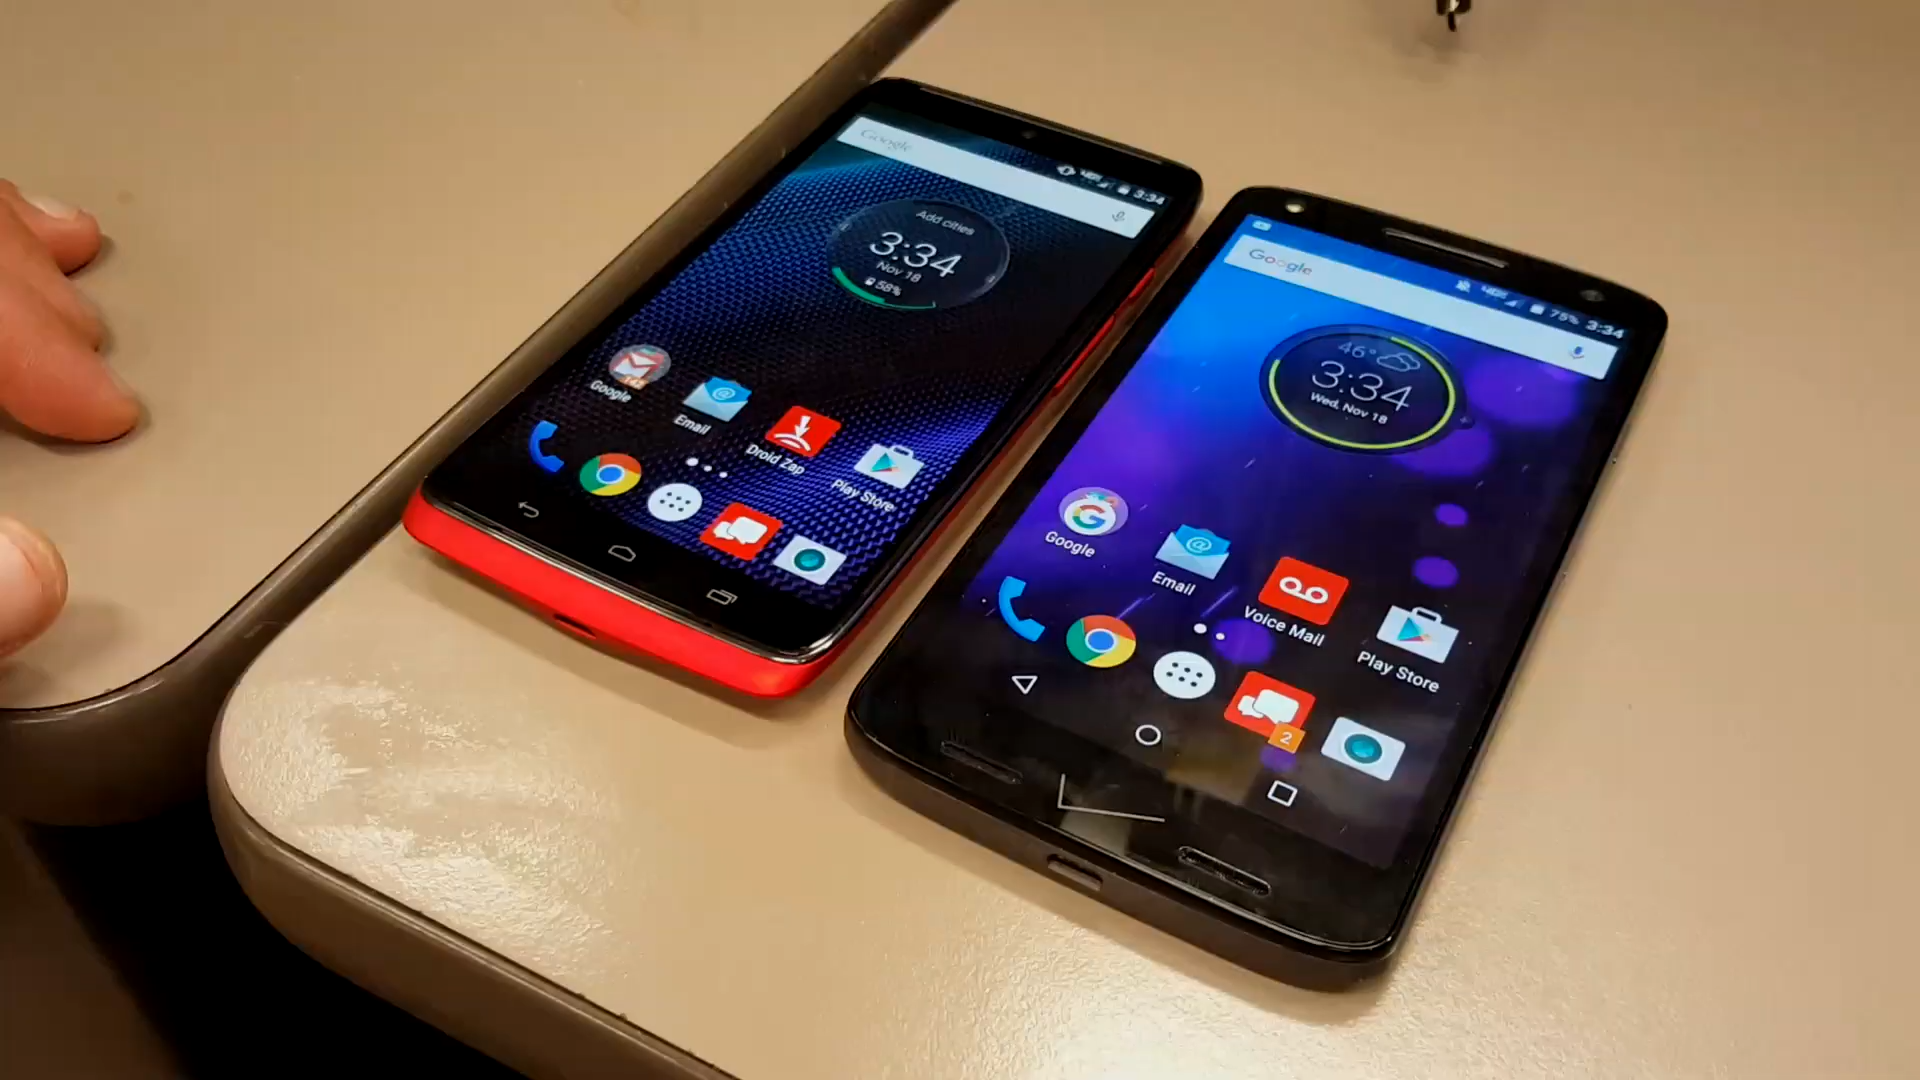 Google
3:34
Add cities
3:34
Nov 18
58%
Google
Email
Droid Zap
Play Store
Google
75% 3:34
46°
3:34
Wed, Nov 18
Google
Email
Voice Mail
Play Store
2